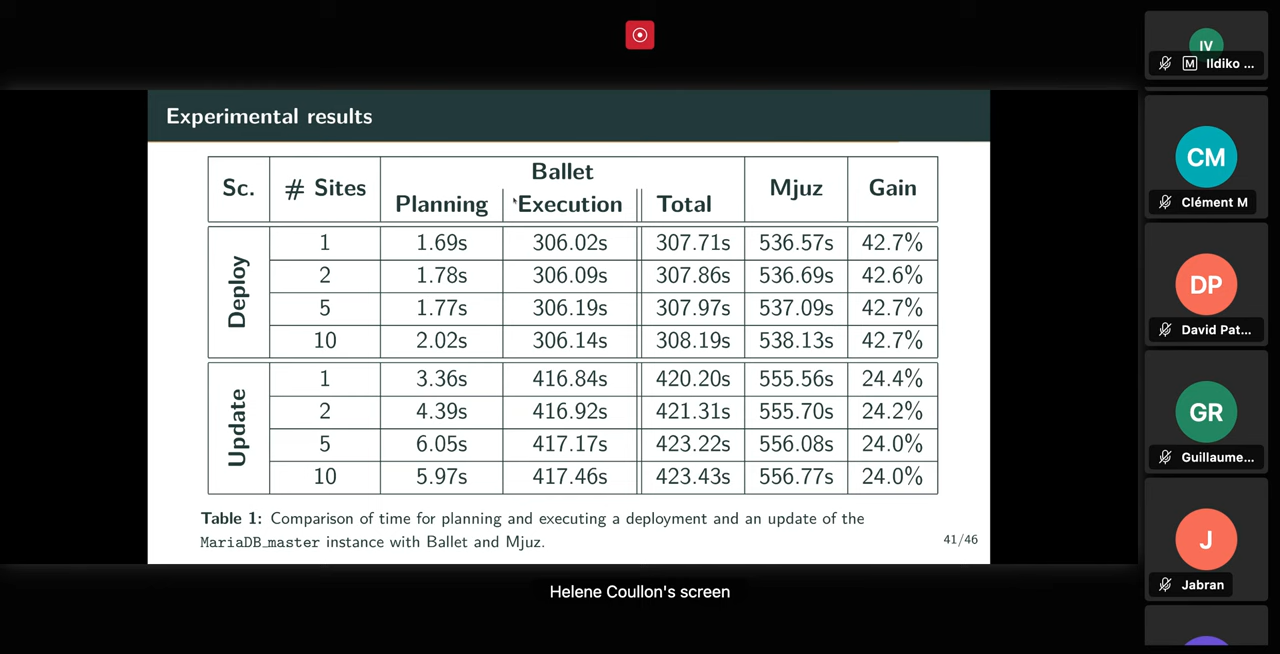 IV
M Ildiko ...
Experimental results
Sc. # Sites Ballet Mjuz Gain
Planning Execution Total
Deploy
1 1.69s 306.02s 307.71s 536.57s 42.7%
2 1.78s 306.09s 307.86s 536.69s 42.6%
5 1.77s 306.19s 307.97s 537.09s 42.7%
10 2.02s 306.14s 308.19s 538.13s 42.7%
Update
1 3.36s 416.84s 420.20s 555.56s 24.4%
2 4.39s 416.92s 421.31s 555.70s 24.2%
5 6.05s 417.17s 423.22s 556.08s 24.0%
10 5.97s 417.46s 423.43s 556.77s 24.0%
Table 1: Comparison of time for planning and executing a deployment and an update of the
MariaDB_master instance with Ballet and Mjuz.
41/46
Helene Coullon's screen
CM
Clément M
DP
David Pat...
GR
Guillaume...
J
Jabran